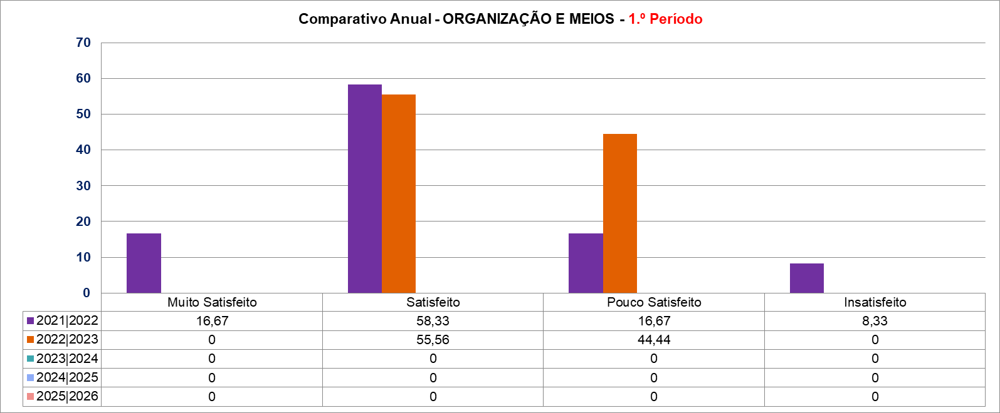 Comparativo Anual - ORGANIZAÇÃO E MEIOS - 1.º Período
70
60
50
40
30
20
10
0
Muito Satisfeito Satisfeito Pouco Satisfeito Insatisfeito
2021|2022 16,67 58,33 16,67 8,33
2022|2023 0 55,56 44,44 0
2023|2024 0 0 0 0
2024|2025 0 0 0 0
2025|2026 0 0 0 0